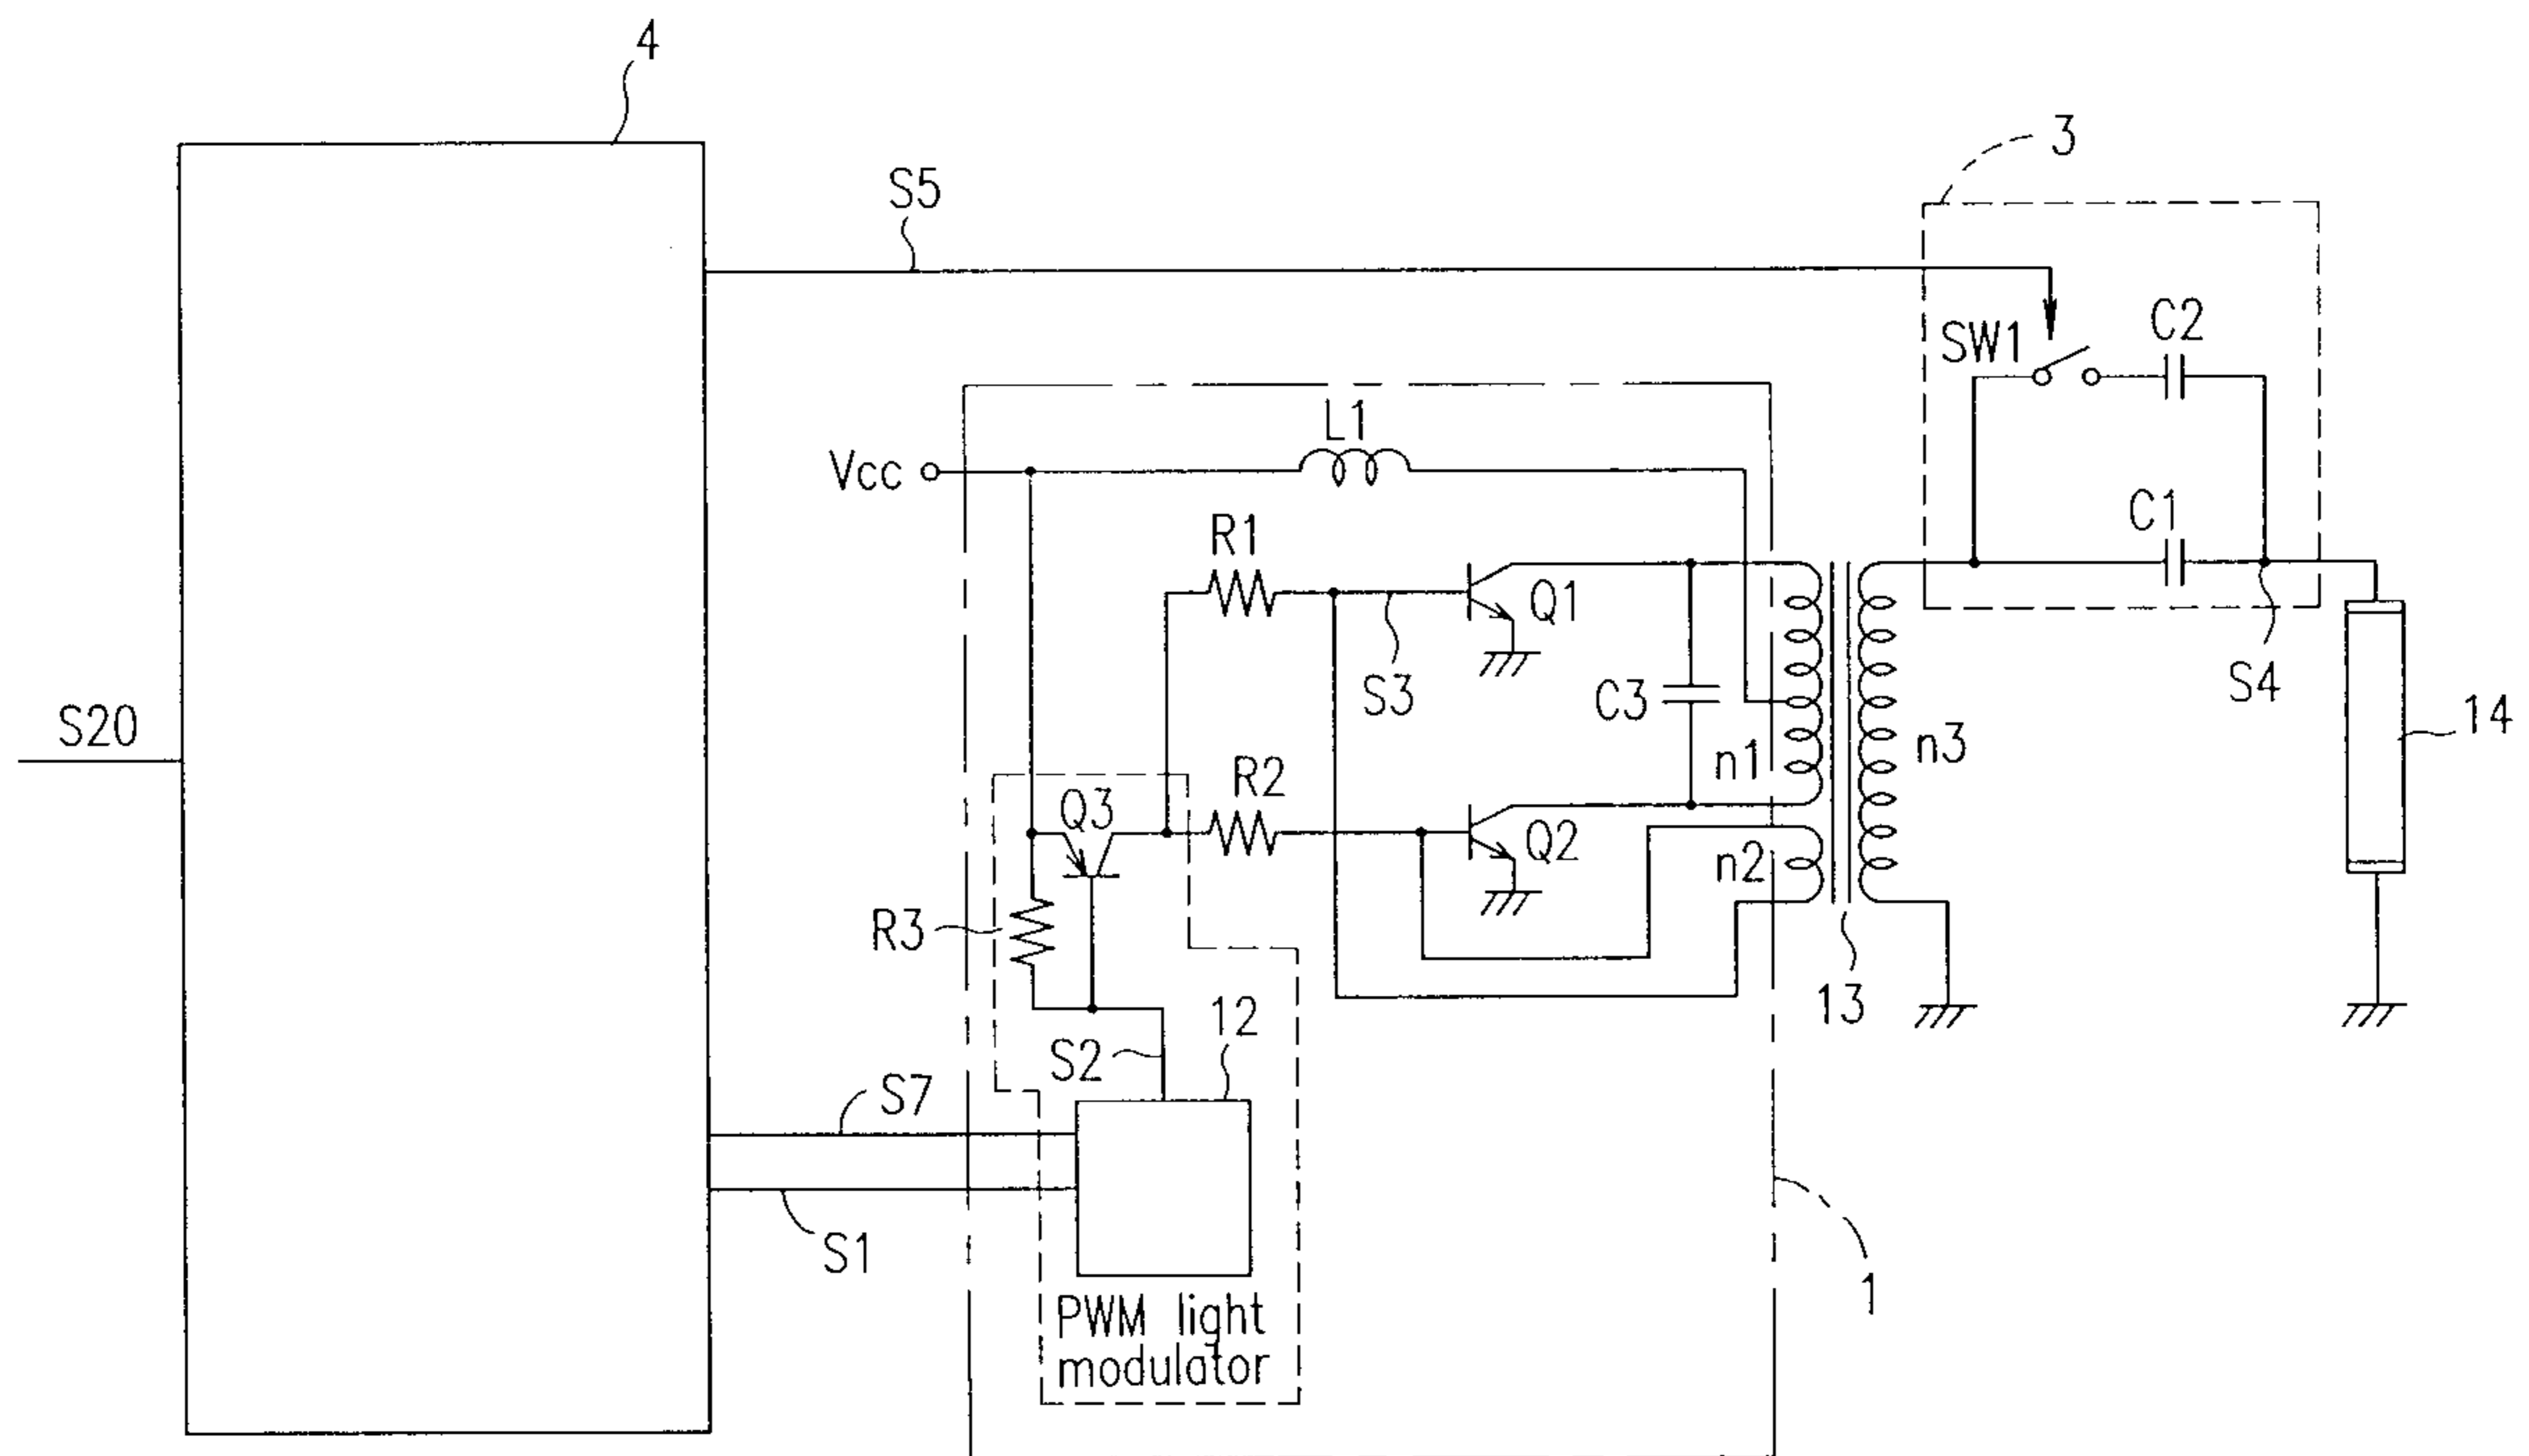 4
3
S5
C2
SW1
L1
Vcc
C1
R1
Q1
S3
S4
C3
14
S20
n1
n3
R2
Q3
Q2
n2
R3
12
13
S2
S7
S1
1
PWM light
modulator